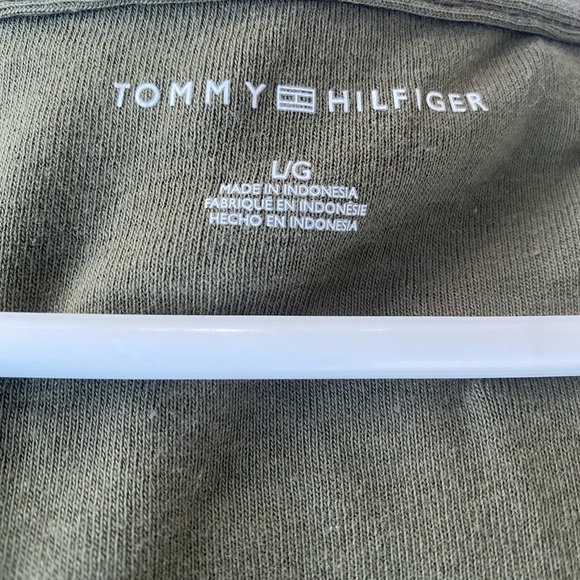 TOMMY HILFIGER
L/G
MADE IN INDONESIA
FABRIQUÉ EN INDONÉSIE
HECHO EN INDONESIA